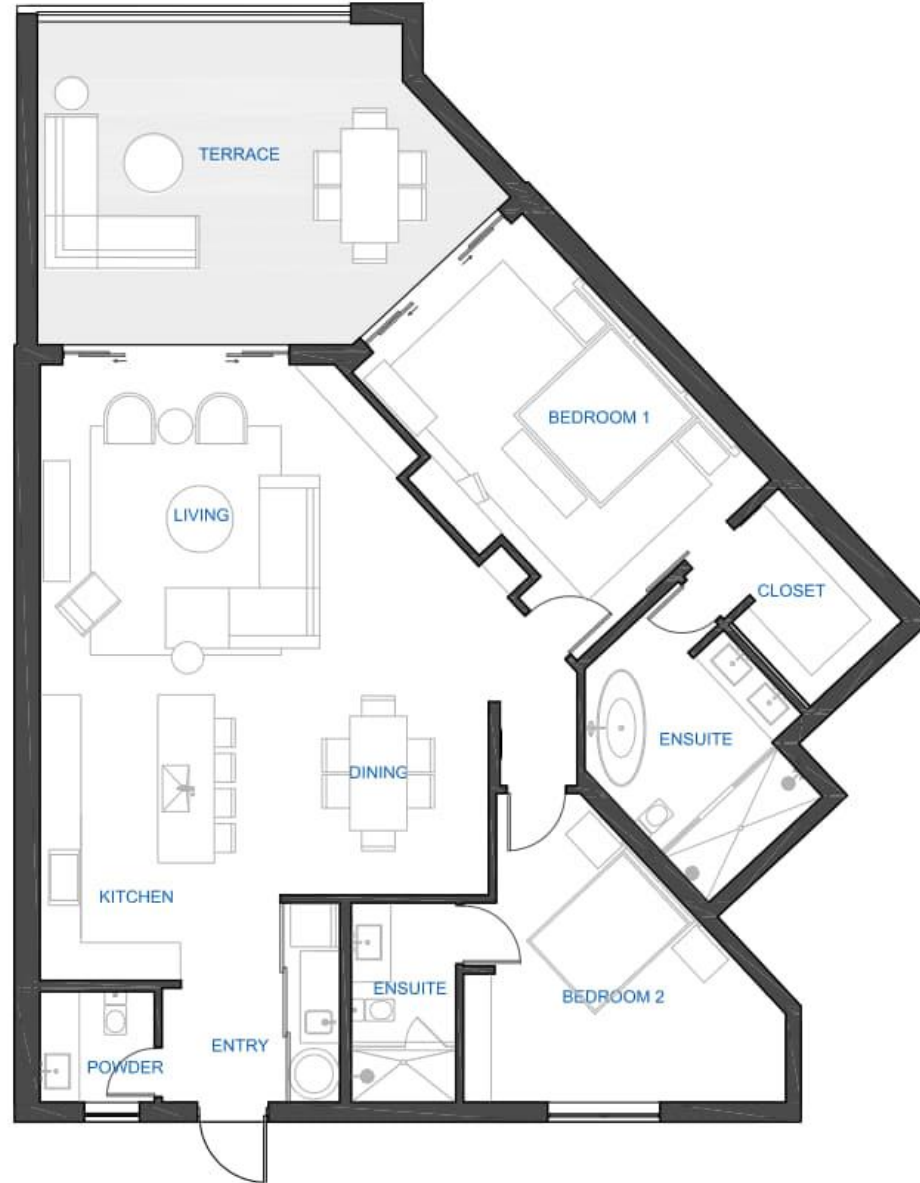 TERRACE
BEDROOM 1
LIVING
CLOSET
ENSUITE
DINING
KITCHEN
ENSUITE
BEDROOM 2
ENTRY
POWDER